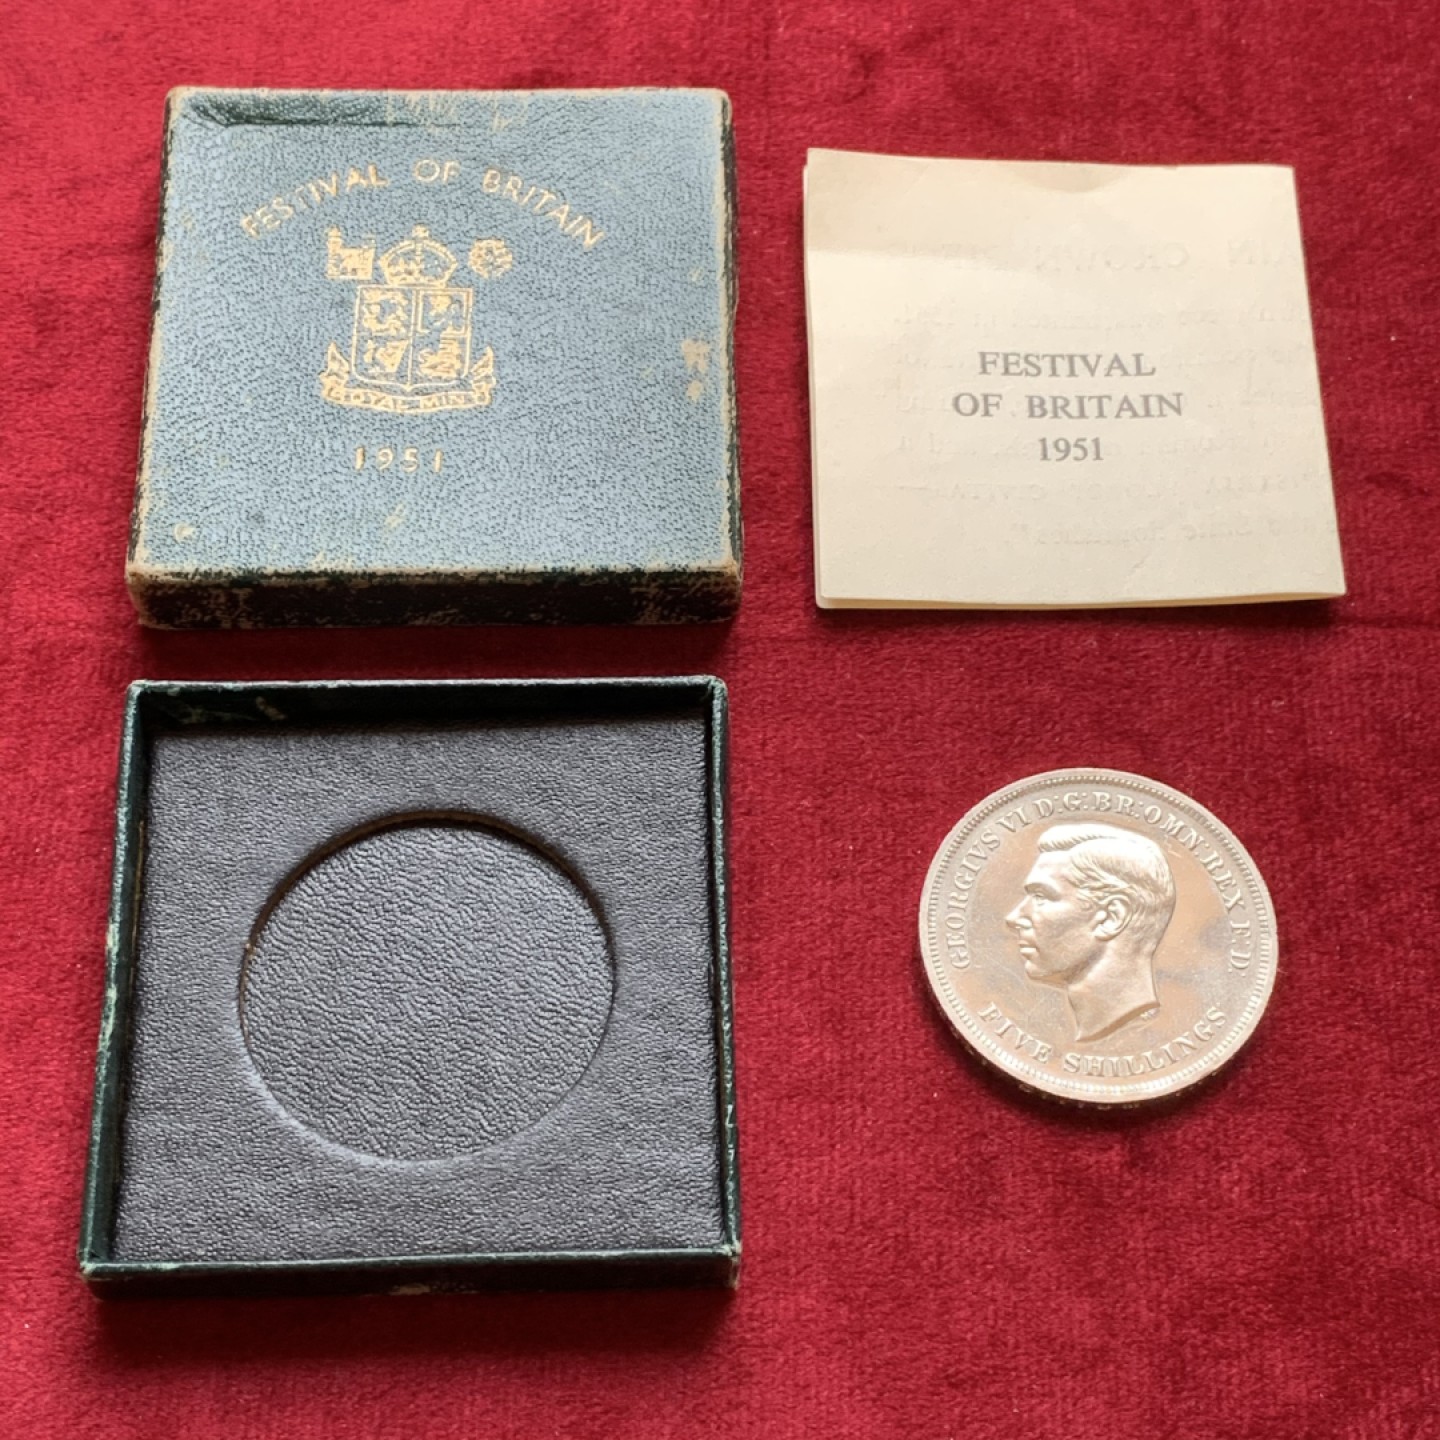 FESTIVAL OF BRITAIN
ROYAL MINT
1951
FESTIVAL
OF BRITAIN
1951
GEORGIVS VI D:G:BR:OMN:REX F:D.
FIVE SHILLINGS